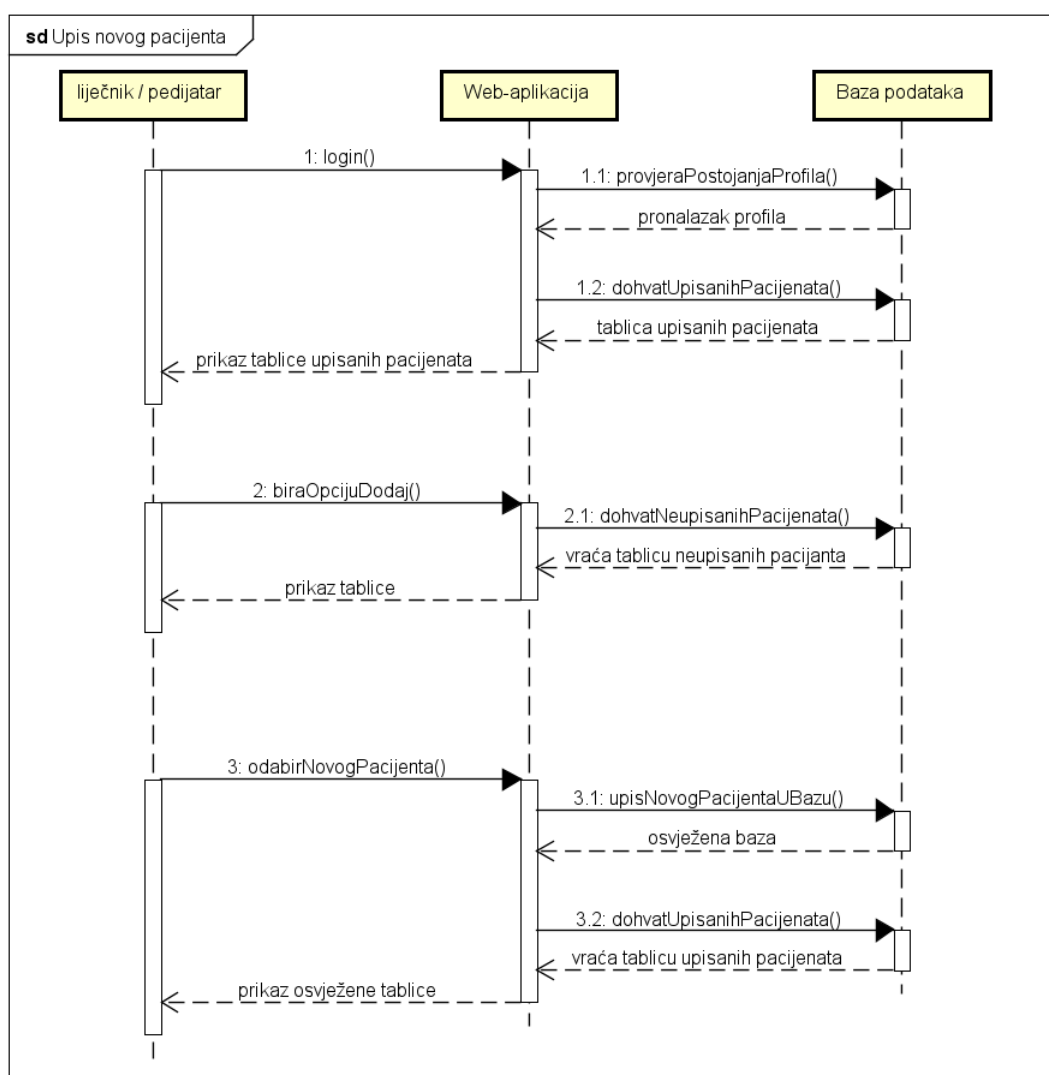 sd Upis novog pacijenta
liječnik / pedijatar
Web-aplikacija
Baza podataka
1: login()
1.1: provjeraPostojanjaProfila()
pronalazak profila
1.2: dohvatUpisanihPacijenata()
tablica upisanih pacijenata
prikaz tablice upisanih pacijenata
2: biraOpcijuDodaj()
2.1: dohvatNeupisanihPacijenata()
vraća tablicu neupisanih pacijanta
prikaz tablice
3: odabirNovogPacijenta()
3.1: upisNovogPacijentaUBazu()
osvježena baza
3.2: dohvatUpisanihPacijenata()
vraća tablicu upisanih pacijenata
prikaz osvježene tablice